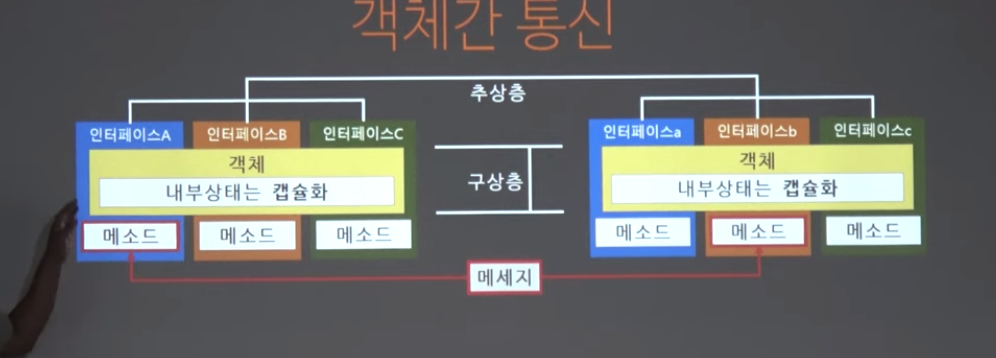 객체간 통신
추상층
인터페이스A 인터페이스B 인터페이스C
인터페이스a 인터페이스b 인터페이스c
객체
객체
구상층
내부상태는 캡슐화
내부상태는 캡슐화
메소드 메소드 메소드
메소드 메소드 메소드
메세지